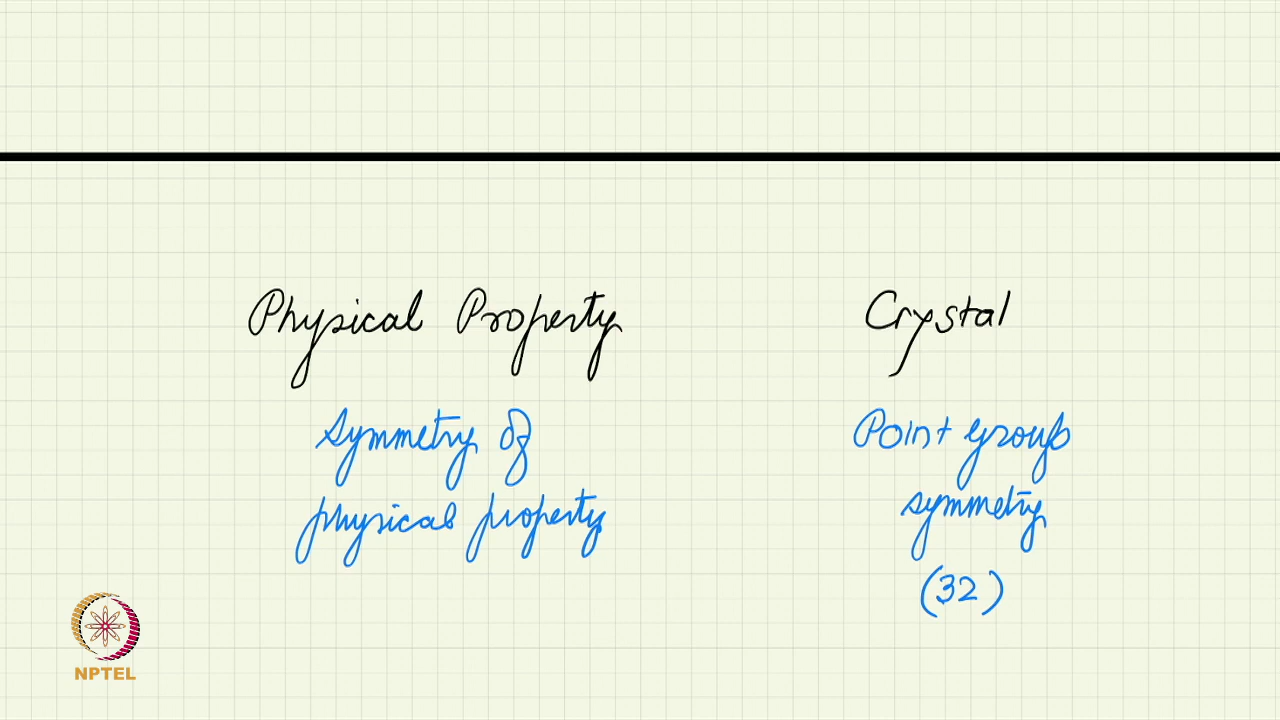 Physical Property
Crystal
Symmetry of
physical property
Point group
symmetry
(32)
NPTEL